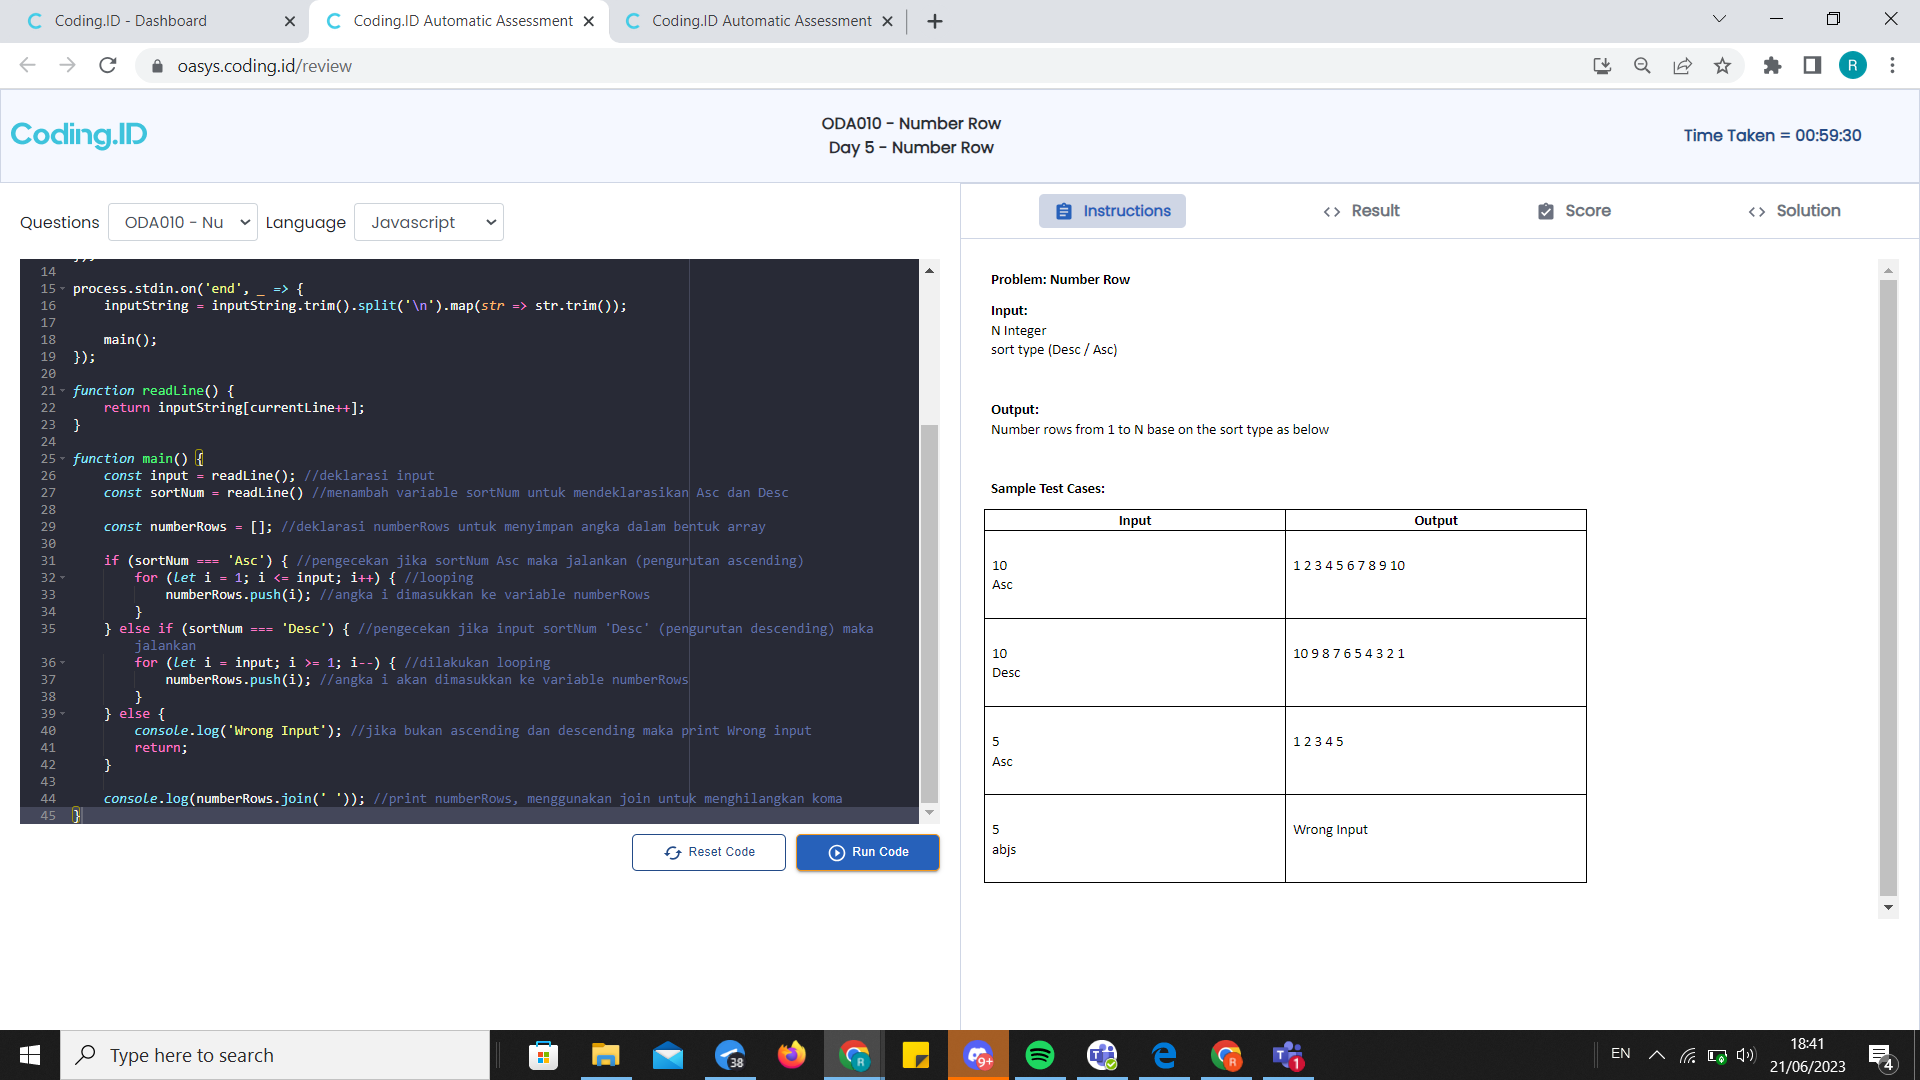 Coding.ID - Dashboard
Coding.ID Automatic Assessment
Coding.ID Automatic Assessment
oasys.coding.id/review
R
Coding.ID
ODA010 - Number Row
Day 5 - Number Row
Time Taken = 00:59:30
Questions
ODA010 - Nu
Language
Javascript
Instructions
Result
Score
Solution
14
15 process.stdin.on('end', _ => {
16 inputString = inputString.trim().split('\n').map(str => str.trim());
17
18 main();
19 });
20
21 function readLine() {
22 return inputString[currentLine++];
23 }
24
25 function main() {
26 const input = readLine(); //deklarasi input
27 const sortNum = readLine() //menambah variable sortNum untuk mendeklarasikan Asc dan Desc
28
29 const numberRows = []; //deklarasi numberRows untuk menyimpan angka dalam bentuk array
30
31 if (sortNum === 'Asc') { //pengecekan jika sortNum Asc maka jalankan (pengurutan ascending)
32 for (let i = 1; i <= input; i++) { //looping
33 numberRows.push(i); //angka i dimasukkan ke variable numberRows
34 }
35 } else if (sortNum === 'Desc') { //pengecekan jika input sortNum 'Desc' (pengurutan descending) maka
jalankan
36 for (let i = input; i >= 1; i--) { //dilakukan looping
37 numberRows.push(i); //angka i akan dimasukkan ke variable numberRows
38 }
39 } else {
40 console.log('Wrong Input'); //jika bukan ascending dan descending maka print Wrong input
41 return;
42 }
43
44 console.log(numberRows.join(' ')); //print numberRows, menggunakan join untuk menghilangkan koma
45 }
Reset Code
Run Code
Problem: Number Row
Input:
N Integer
sort type (Desc / Asc)
Output:
Number rows from 1 to N base on the sort type as below
Sample Test Cases:
Input
Output
10
Asc
1 2 3 4 5 6 7 8 9 10
10
Desc
10 9 8 7 6 5 4 3 2 1
5
Asc
1 2 3 4 5
5
abjs
Wrong Input
Type here to search
38
R
9+
R
1
EN
18:41
21/06/2023
4